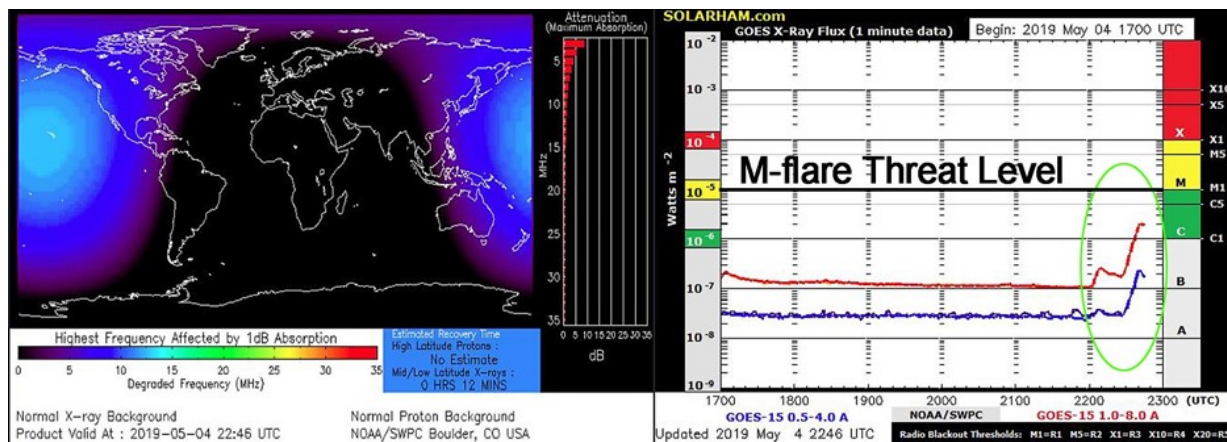 Attenuation
(Maximum Absorption)
5
10
15
20
25
30
35
MHz
0 5 10 15 20 25 30 35
dB
Highest Frequency Affected by 1dB Absorption
0 5 10 15 20 25 30 35
Degraded Frequency (MHz)
Estimated Recovery Time
High Latitude Protons :
No Estimate
Mid/Low Latitude X-rays :
0 HRS 12 MINS
Normal X-ray Background
Product Valid At : 2019-05-04 22:46 UTC
Normal Proton Background
NOAA/SWPC Boulder, CO USA
SOLARHAM.com
GOES X-Ray Flux (1 minute data)
Begin: 2019 May 04 1700 UTC
10-2
10-3
10-4
10-5
10-6
10-7
10-8
10-9
Watts m-2
M-flare Threat Level
X
M
C
B
A
X10
X5
X1
M5
M1
C5
C1
1700 1800 1900 2000 2100 2200 2300 (UTC)
GOES-15 0.5-4.0 A
NOAA/SWPC
GOES-15 1.0-8.0 A
Updated 2019 May 4 2246 UTC
Radio Blackout Thresholds: M1=R1 M5=R2 X1=R3 X10=R4 X20=R5